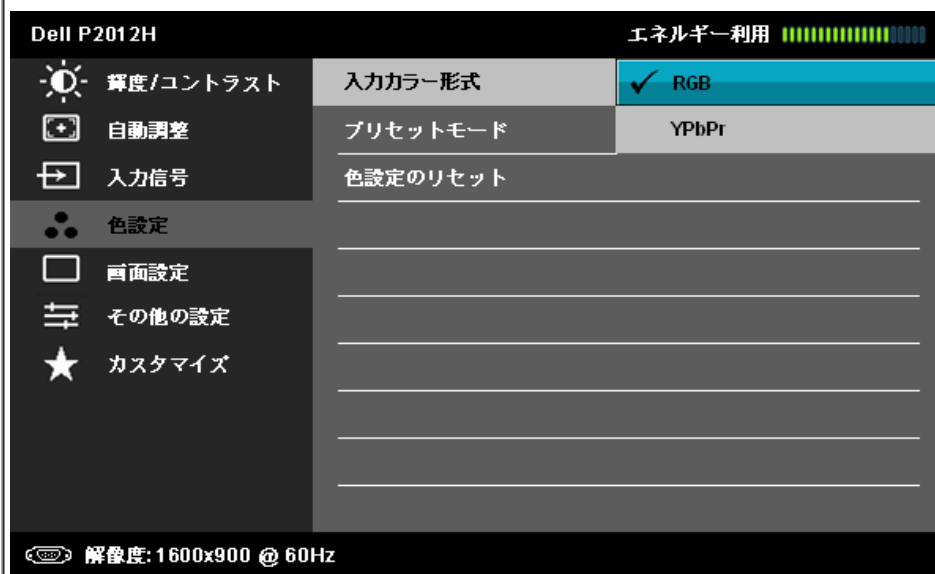 Dell P2012H
エネルギー利用
輝度/コントラスト
自動調整
入力信号
色設定
画面設定
その他の設定
カスタマイズ
入力カラー形式
プリセットモード
色設定のリセット
RGB
YPbPr
解像度: 1600x900 @ 60Hz